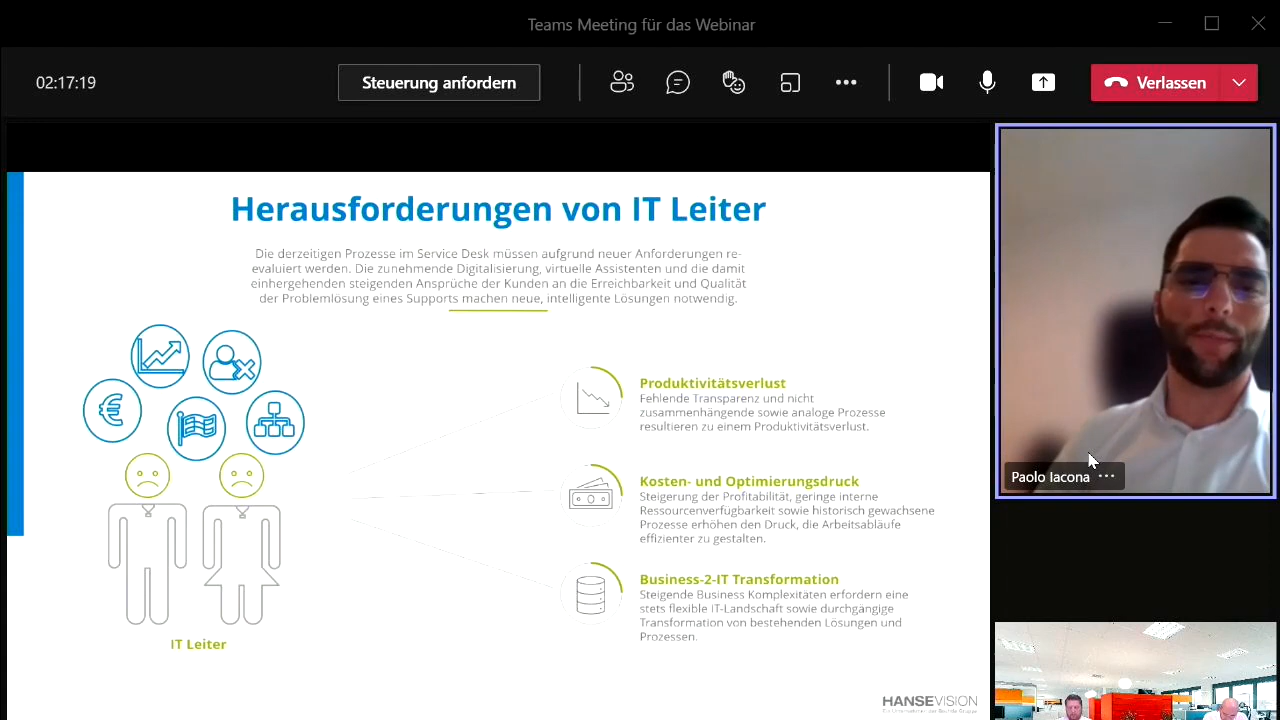 Teams Meeting für das Webinar
02:17:19
Steuerung anfordern
Verlassen
Herausforderungen von IT Leiter
Die derzeitigen Prozesse im Service Desk müssen aufgrund neuer Anforderungen re-
evaluiert werden. Die zunehmende Digitalisierung, virtuelle Assistenten und die damit
einhergehenden steigenden Ansprüche der Kunden an die Erreichbarkeit und Qualität
der Problemlösung eines Supports machen neue, intelligente Lösungen notwendig.
€
Produktivitätsverlust
Fehlende Transparenz und nicht
zusammenhängende sowie analoge Prozesse
resultieren zu einem Produktivitätsverlust.
Kosten- und Optimierungsdruck
Steigerung der Profitabilität, geringe interne
Ressourcenverfügbarkeit sowie historisch gewachsene
Prozesse erhöhen den Druck, die Arbeitsabläufe
effizienter zu gestalten.
Business-2-IT Transformation
Steigende Business Komplexitäten erfordern eine
stets flexible IT-Landschaft sowie durchgängige
Transformation von bestehenden Lösungen und
Prozessen.
IT Leiter
HANSEVISION
Ein Unternehmen der Bechtle Gruppe
Paolo Iacona